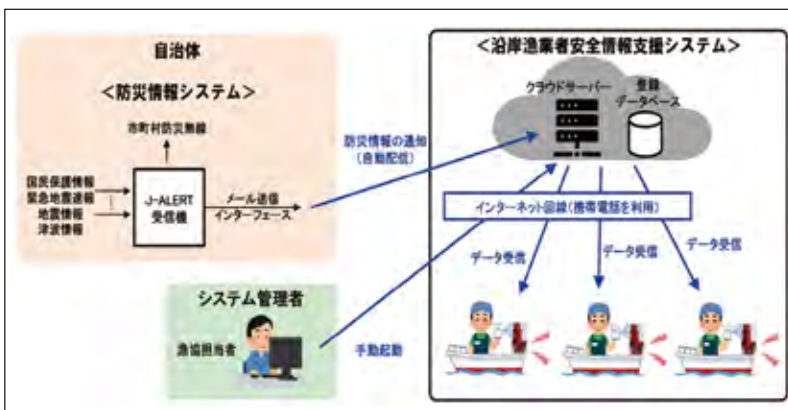 自治体
＜防災情報システム＞
市町村防災無線
国民保護情報
緊急地震速報
地震情報
津波情報
J-ALERT
受信機
メール送信
インターフェース
防災情報の通知
（自動配信）
システム管理者
漁協担当者
手動起動
＜沿岸漁業者安全情報支援システム＞
クラウドサーバー
登録
データベース
インターネット回線（携帯電話を利用）
データ受信
データ受信
データ受信